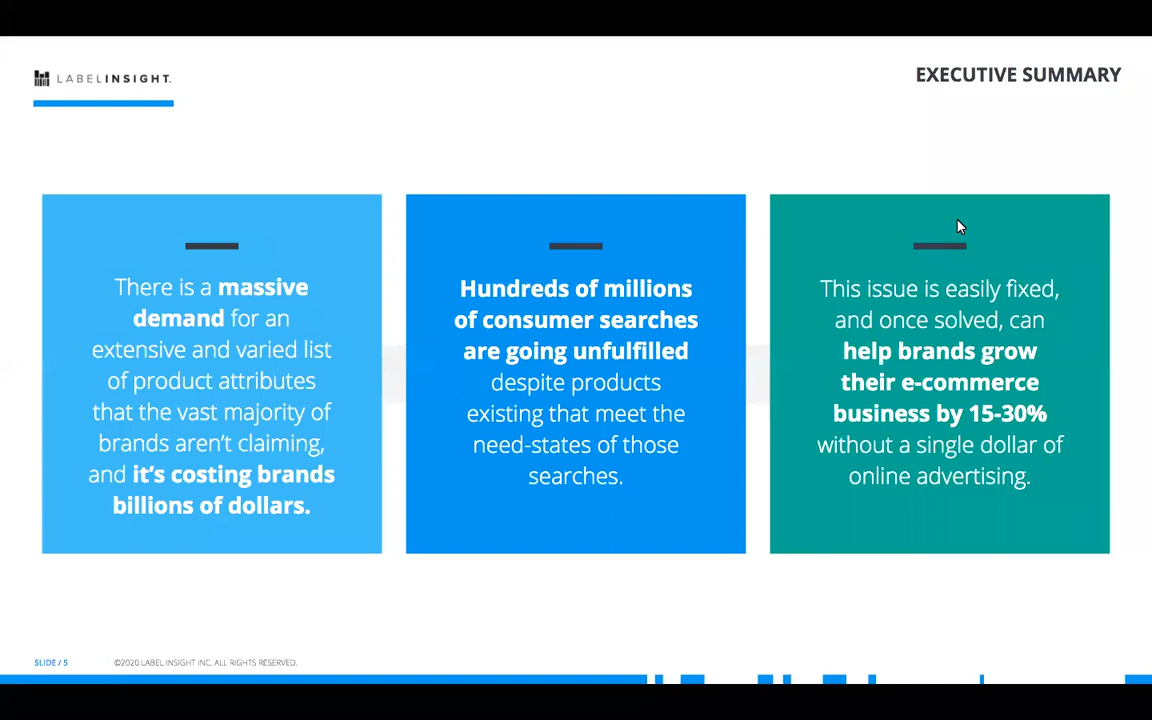 LABELINSIGHT.
EXECUTIVE SUMMARY
There is a massive
demand for an
extensive and varied list
of product attributes
that the vast majority of
brands aren't claiming,
and it's costing brands
billions of dollars.
Hundreds of millions
of consumer searches
are going unfulfilled
despite products
existing that meet the
need-states of those
searches.
This issue is easily fixed,
and once solved, can
help brands grow
their e-commerce
business by 15-30%
without a single dollar of
online advertising.
SLIDE / 5
©2020 LABEL INSIGHT INC. ALL RIGHTS RESERVED.